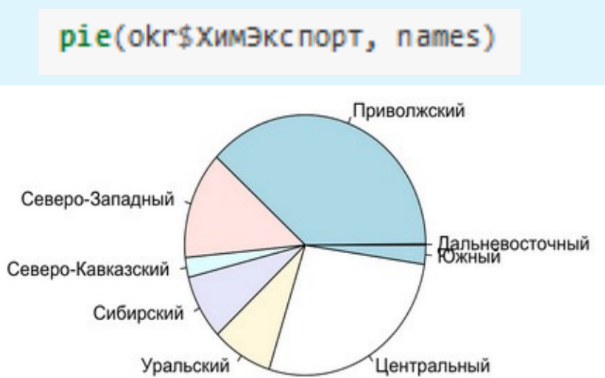 pie(okr$ХимЭкспорт, names)
Приволжский
Северо-Западный
Дальневосточный
Южный
Северо-Кавказский
Сибирский
Уральский
Центральный